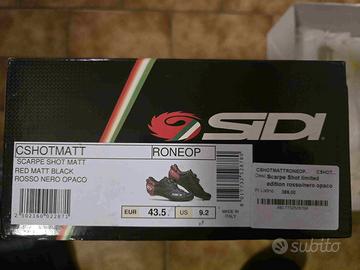 SIDI
CSHOTMATT
RONEOP
SCARPE SHOT MATT
RED MATT BLACK
ROSSO NERO OPACO
EUR 43.5
US 9.2
MADE IN
ITALY
CSHOTMATTRONEOP
CSHOT...
Scarpe Shot limited
edition rosso/nero opaco
subito